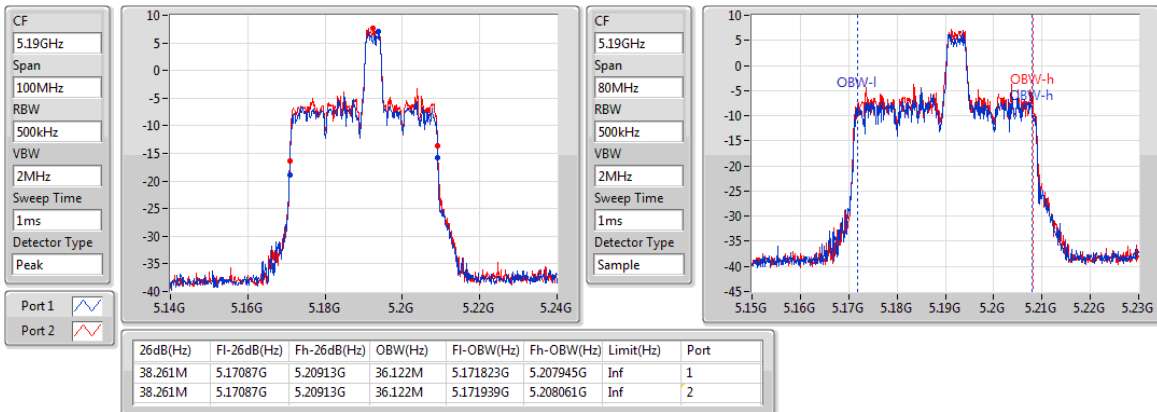 CF
5.19GHz
Span
100MHz
RBW
500kHz
VBW
2MHz
Sweep Time
1ms
Detector Type
Peak
Port 1
Port 2
10
5
0
-5
-10
-15
-20
-25
-30
-35
-40
5.14G 5.16G 5.18G 5.2G 5.22G 5.24G
CF
5.19GHz
Span
80MHz
RBW
500kHz
VBW
2MHz
Sweep Time
1ms
Detector Type
Sample
10
5
0
-5
-10
-15
-20
-25
-30
-35
-40
-45
OBW-l
OBW-h
OBW-h
5.15G 5.16G 5.17G 5.18G 5.19G 5.2G 5.21G 5.22G 5.23G
26dB(Hz) Fl-26dB(Hz) Fh-26dB(Hz) OBW(Hz) Fl-OBW(Hz) Fh-OBW(Hz) Limit(Hz) Port
38.261M 5.17087G 5.20913G 36.122M 5.171823G 5.207945G Inf 1
38.261M 5.17087G 5.20913G 36.122M 5.171939G 5.208061G Inf 2